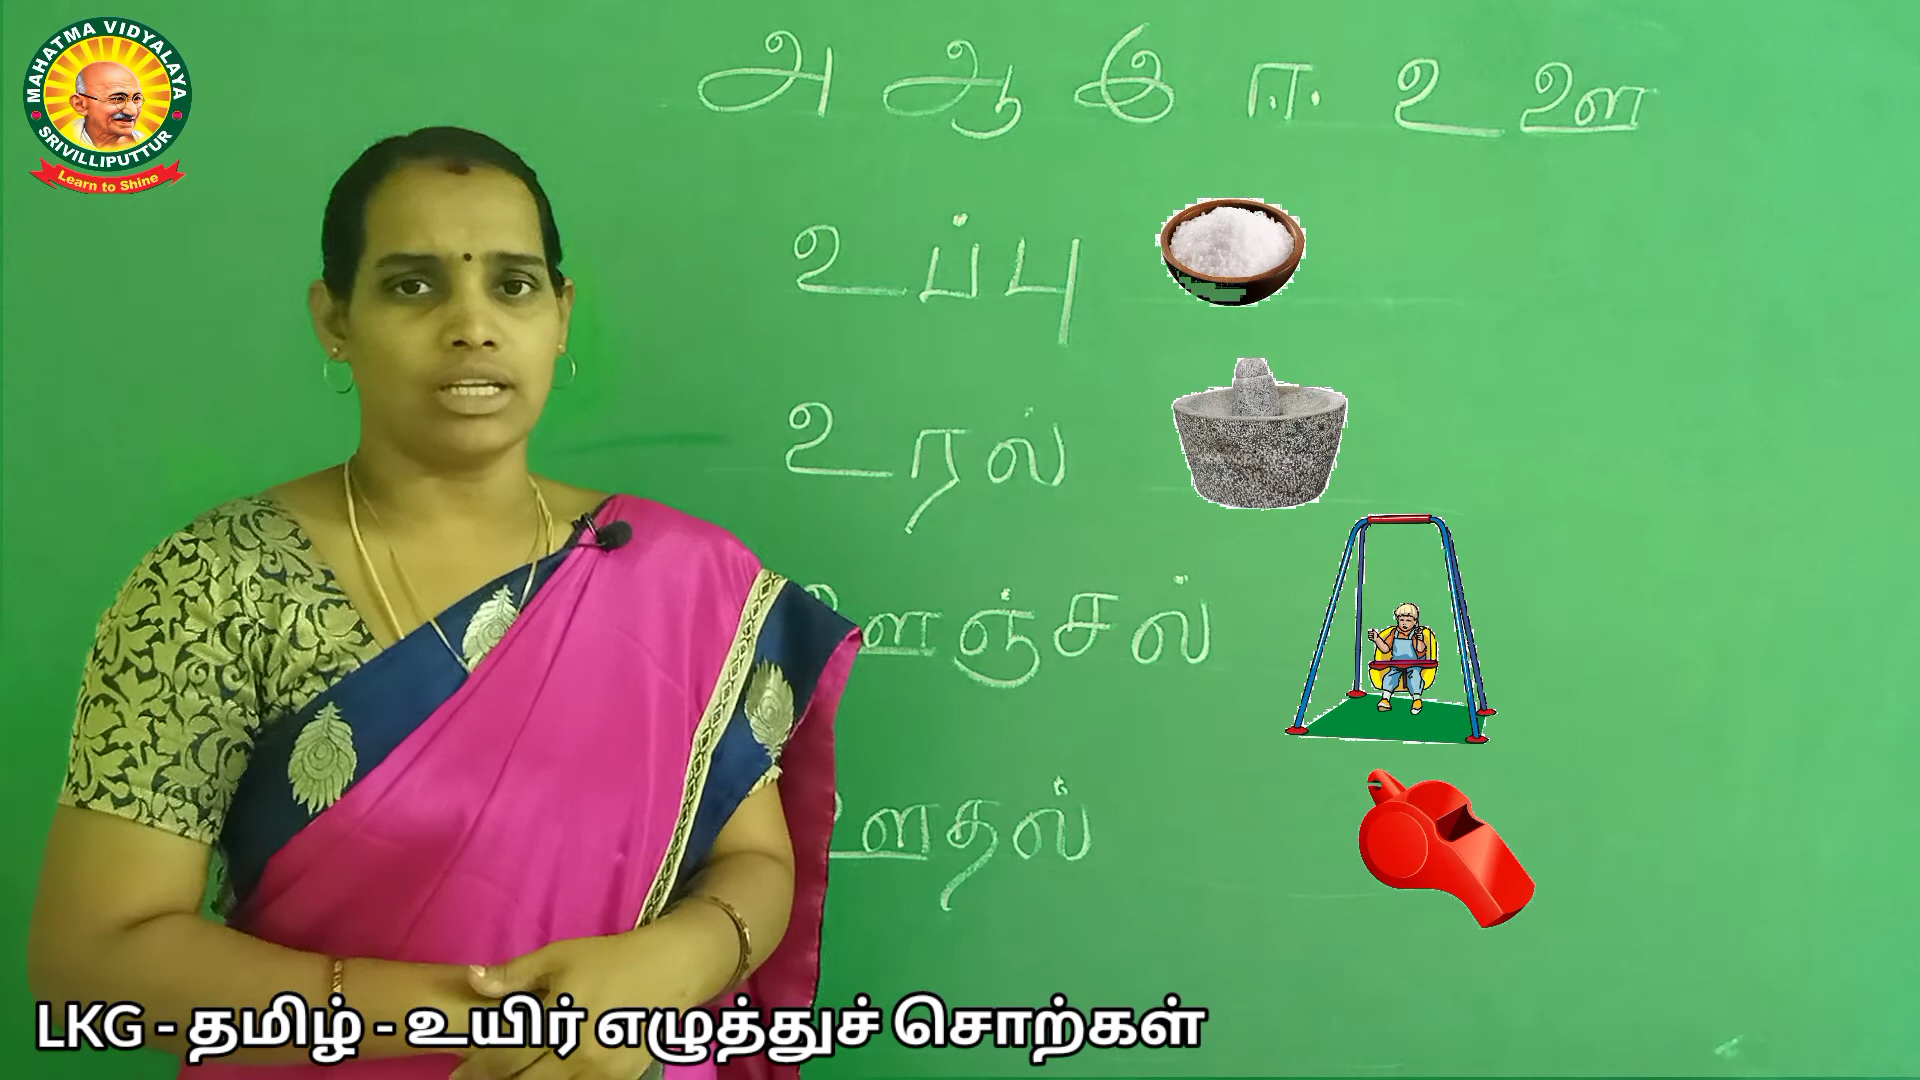 MAHATMA VIDYALAYA
SRIVILLIPUTTUR
Learn to Shine
அ ஆ இ ஈ உ ஊ
உப்பு
உரல்
ஊஞ்சல்
ஊதல்
LKG - தமிழ் - உயிர் எழுத்துச் சொற்கள்